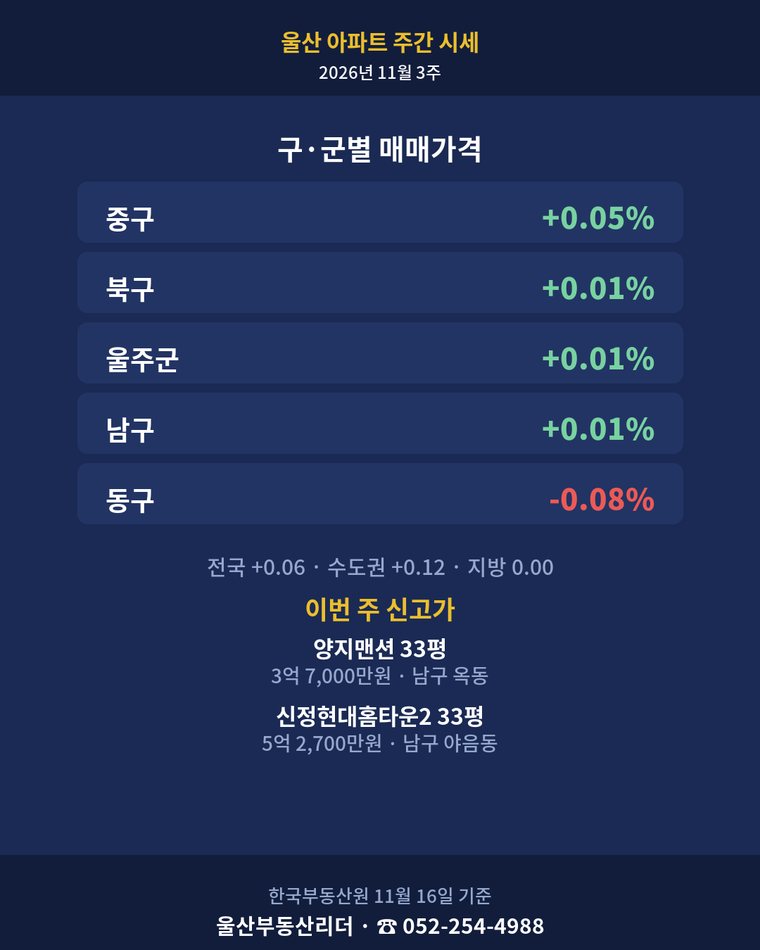 울산 아파트 주간 시세
2026년 11월 3주
구·군별 매매가격
중구 +0.05%
북구 +0.01%
울주군 +0.01%
남구 +0.01%
동구 -0.08%
전국 +0.06 · 수도권 +0.12 · 지방 0.00
이번 주 신고가
양지맨션 33평
3억 7,000만원 · 남구 옥동
신정현대홈타운2 33평
5억 2,700만원 · 남구 야음동
한국부동산원 11월 16일 기준
울산부동산리더 · ☎ 052-254-4988